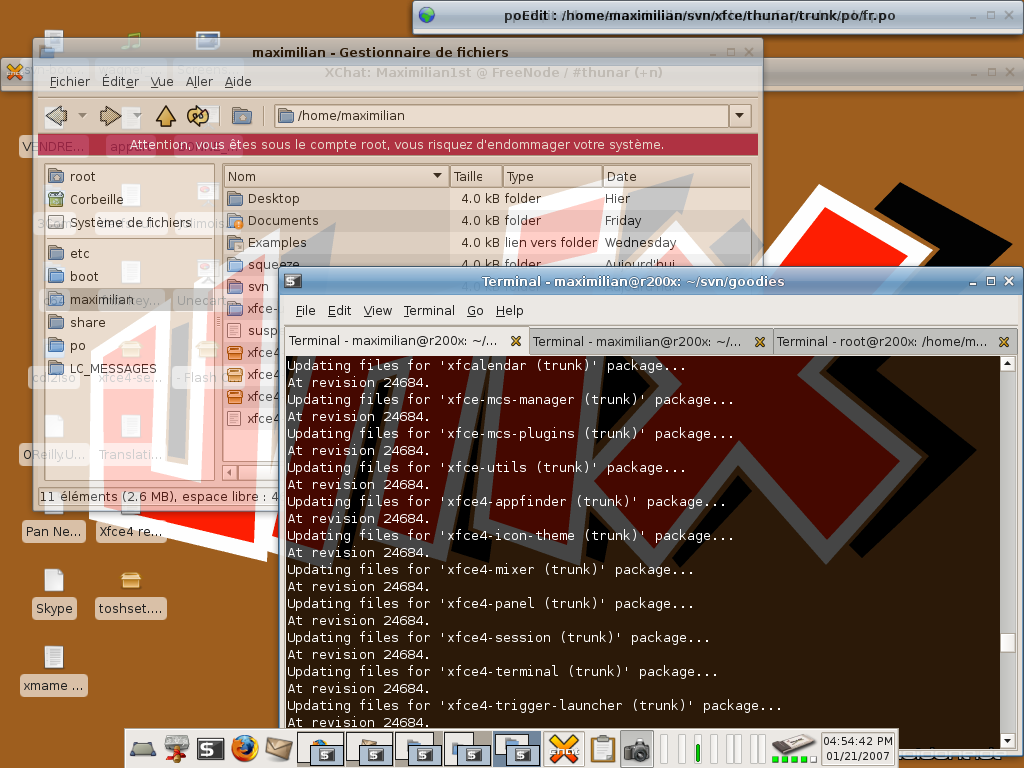 poEdit : /home/maximilian/svn/xfce/thunar/trunk/po/fr.po
maximilian - Gestionnaire de fichiers
XChat: Maximilian1st @ FreeNode / #thunar (+n)
Fichier Éditer Vue Aller Aide
/home/maximilian
Attention, vous êtes sous le compte root, vous risquez d'endommager votre système.
VENDRE...
root
Corbeille
Système de fichiers
etc
boot
maximilian
share
po
LC_MESSAGES
Nom Taille Type Date
Desktop 4.0 kB folder Hier
Documents 4.0 kB folder Friday
Examples 4.0 kB lien vers folder Wednesday
squeeze 4.0 kB folder Aujourd'hui
svn
xfce-
susp
xfce4
xfce4
xfce4
xfce4
11 éléments (2.6 MB), espace libre : 4
Terminal - maximilian@r200x: ~/svn/goodies
File Edit View Terminal Go Help
Terminal - maximilian@r200x: ~/... Terminal - maximilian@r200x: ~/... Terminal - root@r200x: /home/m...
Updating files for 'xfcalendar (trunk)' package...
At revision 24684.
Updating files for 'xfce-mcs-manager (trunk)' package...
At revision 24684.
Updating files for 'xfce-mcs-plugins (trunk)' package...
At revision 24684.
Updating files for 'xfce-utils (trunk)' package...
At revision 24684.
Updating files for 'xfce4-appfinder (trunk)' package...
At revision 24684.
Updating files for 'xfce4-icon-theme (trunk)' package...
At revision 24684.
Updating files for 'xfce4-mixer (trunk)' package...
At revision 24684.
Updating files for 'xfce4-panel (trunk)' package...
At revision 24684.
Updating files for 'xfce4-session (trunk)' package...
At revision 24684.
Updating files for 'xfce4-terminal (trunk)' package...
At revision 24684.
Updating files for 'xfce4-trigger-launcher (trunk)' package...
At revision 24684.
OReilly.U...
Translati...
Pan Ne...
Xfce4 re...
Skype
toshset....
xmame ...
04:54:42 PM
01/21/2007